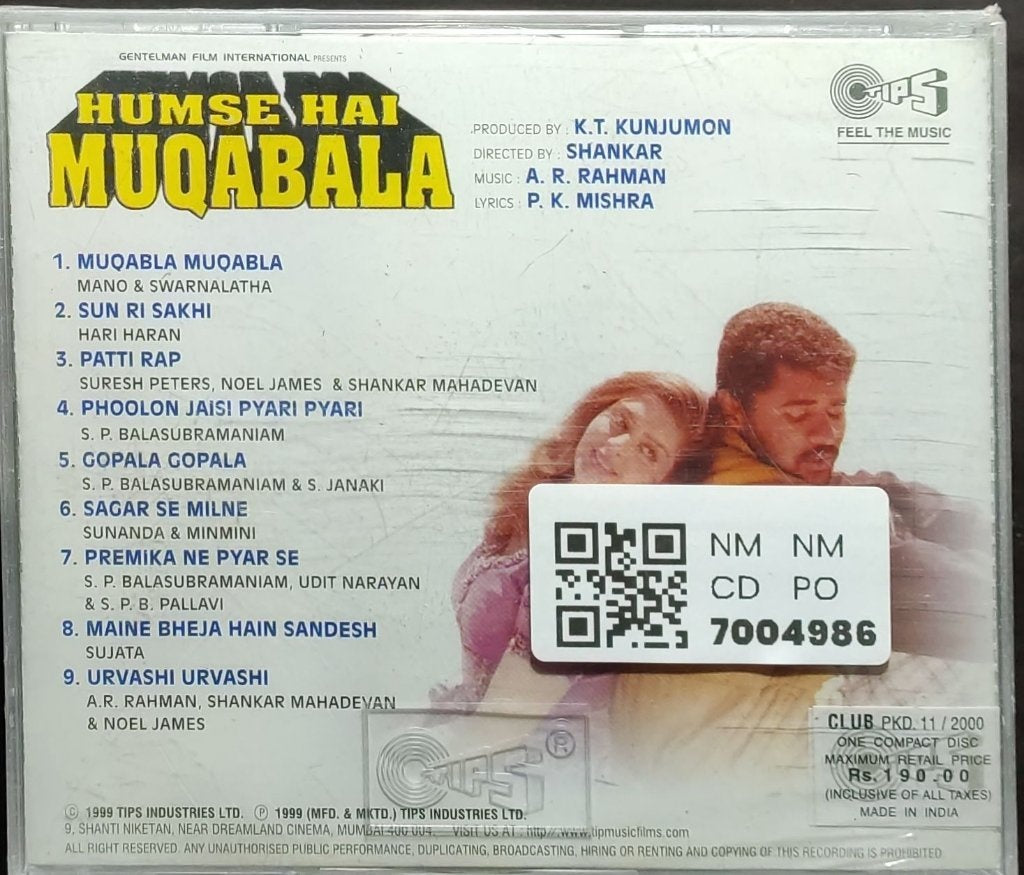 GENTELMAN FILM INTERNATIONAL PRESENTS
HUMSE HAI
MUQABALA
PRODUCED BY : K.T. KUNJUMON
DIRECTED BY : SHANKAR
MUSIC : A. R. RAHMAN
LYRICS : P. K. MISHRA
TIPS
FEEL THE MUSIC
1. MUQABLA MUQABLA
MANO & SWARNALATHA
2. SUN RI SAKHI
HARI HARAN
3. PATTI RAP
SURESH PETERS, NOEL JAMES & SHANKAR MAHADEVAN
4. PHOOLON JAISI PYARI PYARI
S. P. BALASUBRAMANIAM
5. GOPALA GOPALA
S. P. BALASUBRAMANIAM & S. JANAKI
6. SAGAR SE MILNE
SUNANDA & MINMINI
7. PREMIKA NE PYAR SE
S. P. BALASUBRAMANIAM, UDIT NARAYAN
& S. P. B. PALLAVI
8. MAINE BHEJA HAIN SANDESH
SUJATA
9. URVASHI URVASHI
A.R. RAHMAN, SHANKAR MAHADEVAN
& NOEL JAMES
NM NM
CD PO
7004986
TIPS ®
CLUB PKD. 11 / 2000
ONE COMPACT DISC
MAXIMUM RETAIL PRICE
Rs.190.00
(INCLUSIVE OF ALL TAXES)
MADE IN INDIA
© 1999 TIPS INDUSTRIES LTD. ℗ 1999 (MFD. & MKTD.) TIPS INDUSTRIES LTD.
9, SHANTI NIKETAN, NEAR DREAMLAND CINEMA, MUMBAI 400 004. VISIT US AT : http//:www.tipmusicfilms.com
ALL RIGHT RESERVED. ANY UNAUTHORISED PUBLIC PERFORMANCE, DUPLICATING, BROADCASTING, HIRING OR RENTING AND COPYING OF THIS RECORDING IS PROHIBITED